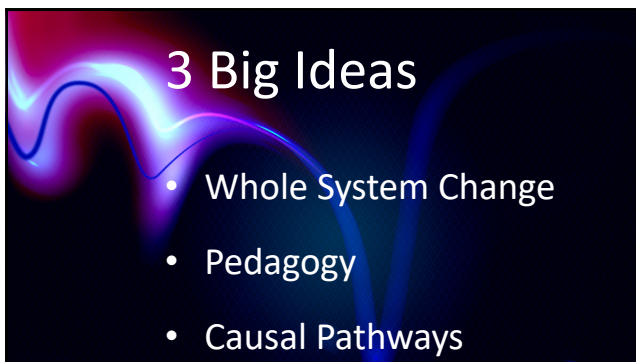 3 Big Ideas
• Whole System Change
• Pedagogy
• Causal Pathways